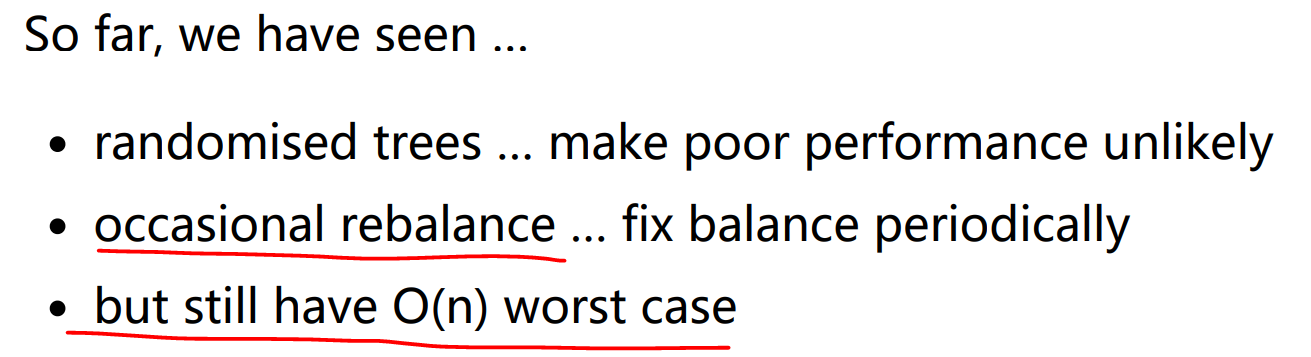 So far, we have seen ...
• randomised trees ... make poor performance unlikely
• occasional rebalance ... fix balance periodically
• but still have O(n) worst case